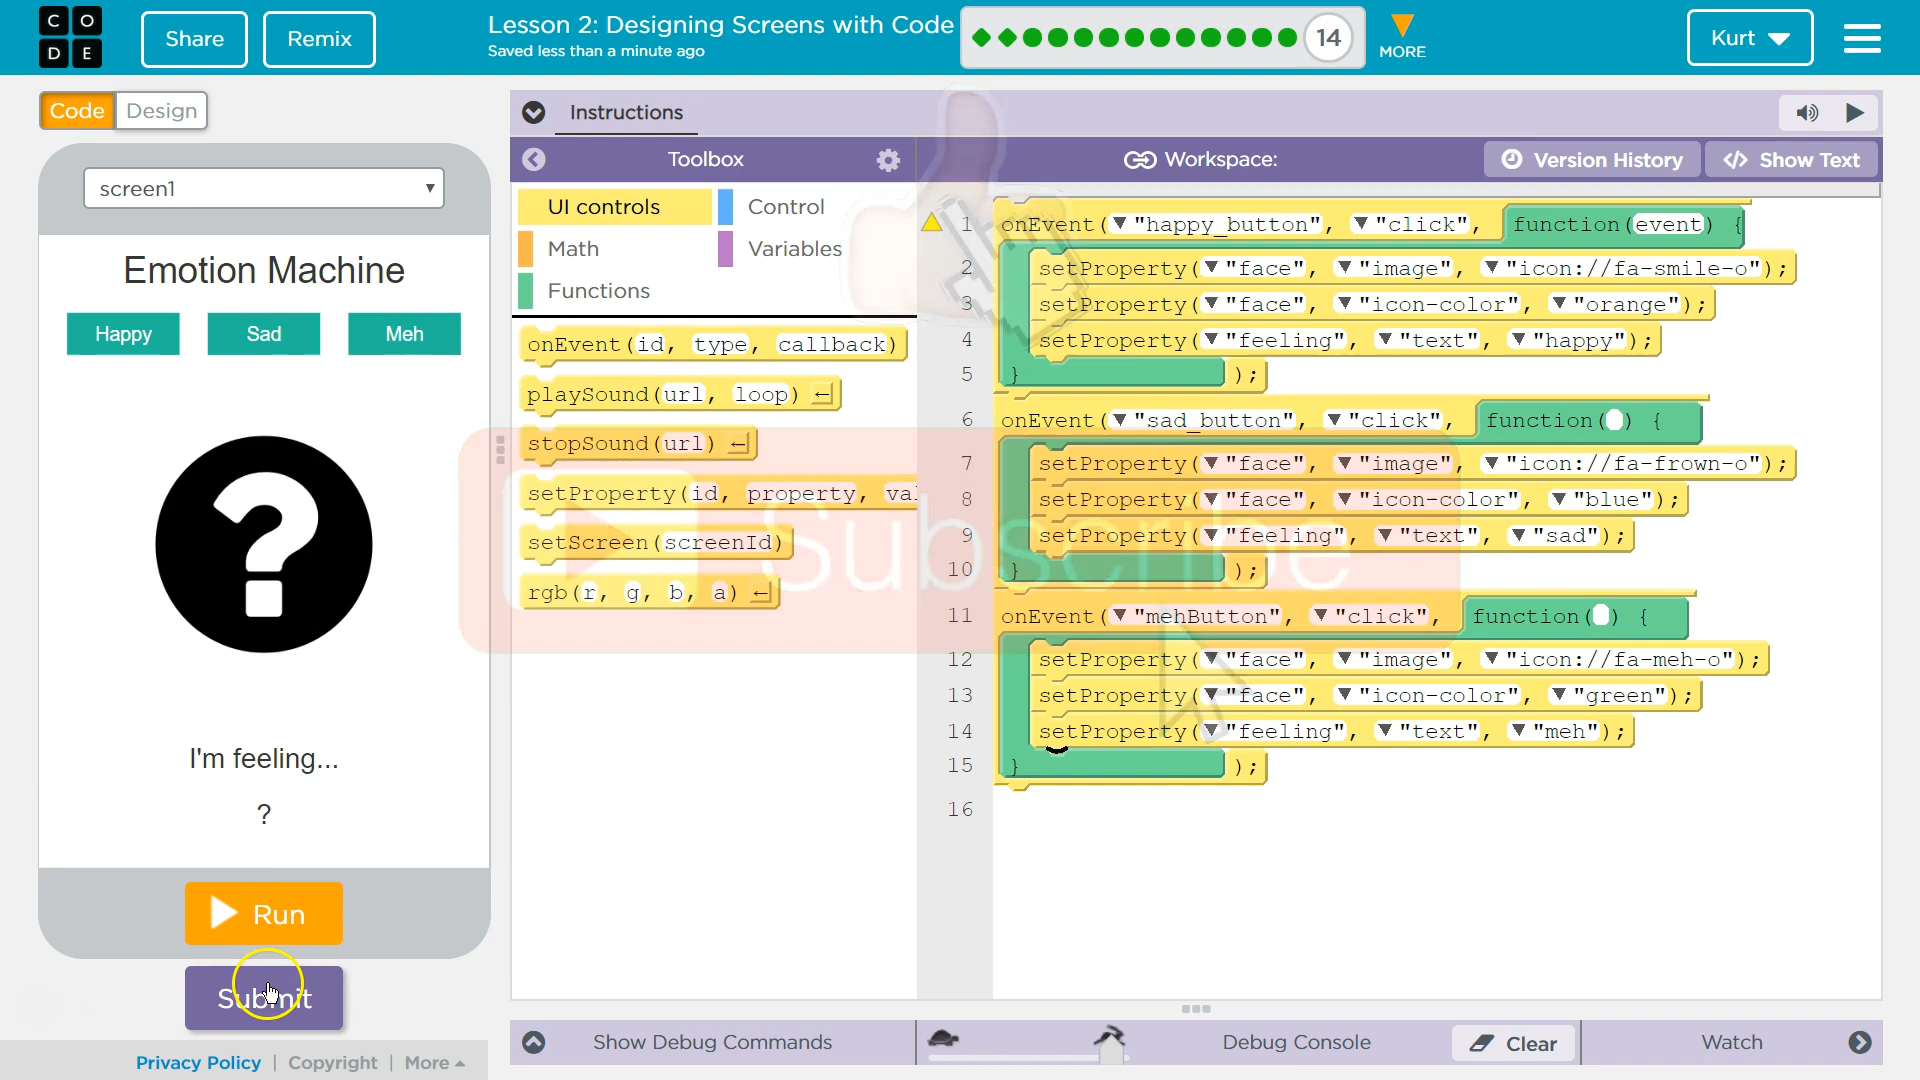 CODE
Share
Remix
Lesson 2: Designing Screens with Code
Saved less than a minute ago
14
MORE
Kurt
Code
Design
Instructions
Toolbox
Workspace:
Version History
Show Text
screen1
Emotion Machine
Happy
Sad
Meh
I'm feeling...
?
Run
Submit
Privacy Policy | Copyright | More
UI controls
Control
Math
Variables
Functions
onEvent(id, type, callback)
playSound(url, loop)
stopSound(url)
setProperty(id, property, val
setScreen(screenId)
rgb(r, g, b, a)
Subscribe
1 onEvent("happy_button", "click", function(event) {
2 setProperty("face", "image", "icon://fa-smile-o");
3 setProperty("face", "icon-color", "orange");
4 setProperty("feeling", "text", "happy");
5 } );
6 onEvent("sad_button", "click", function( ) {
7 setProperty("face", "image", "icon://fa-frown-o");
8 setProperty("face", "icon-color", "blue");
9 setProperty("feeling", "text", "sad");
10 } );
11 onEvent("mehButton", "click", function( ) {
12 setProperty("face", "image", "icon://fa-meh-o");
13 setProperty("face", "icon-color", "green");
14 setProperty("feeling", "text", "meh");
15 } );
16
Show Debug Commands
Debug Console
Clear
Watch